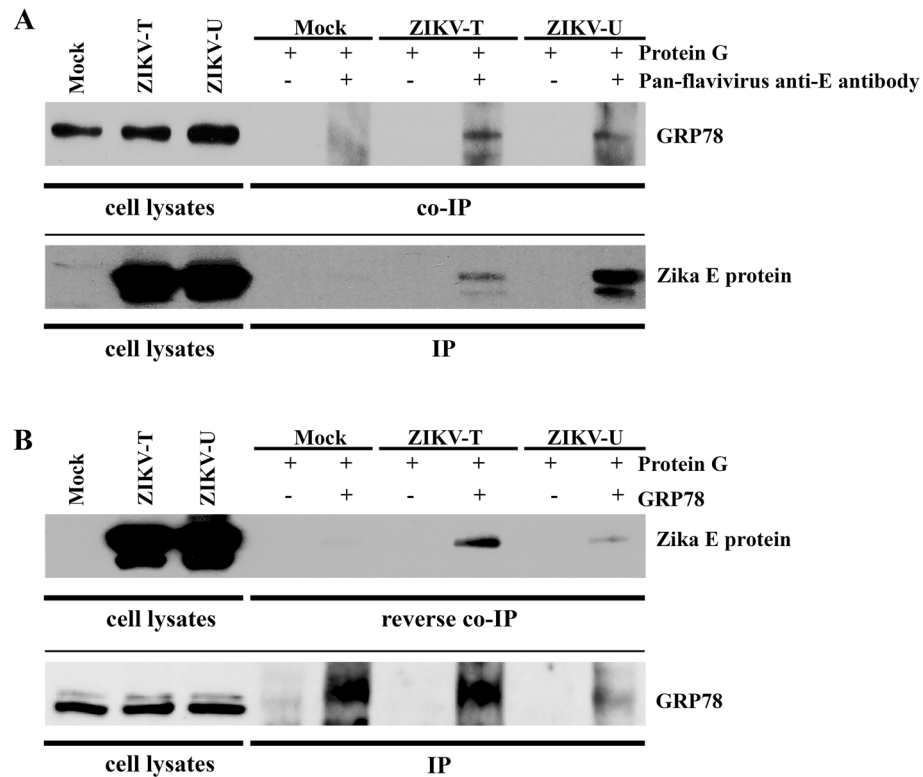 A
Mock
ZIKV-T
ZIKV-U
Mock ZIKV-T ZIKV-U
+ + + + + + Protein G
- + - + - + Pan-flavivirus anti-E antibody
GRP78
cell lysates co-IP
Zika E protein
cell lysates IP
B
Mock
ZIKV-T
ZIKV-U
Mock ZIKV-T ZIKV-U
+ + + + + + Protein G
- + - + - + GRP78
Zika E protein
cell lysates reverse co-IP
GRP78
cell lysates IP